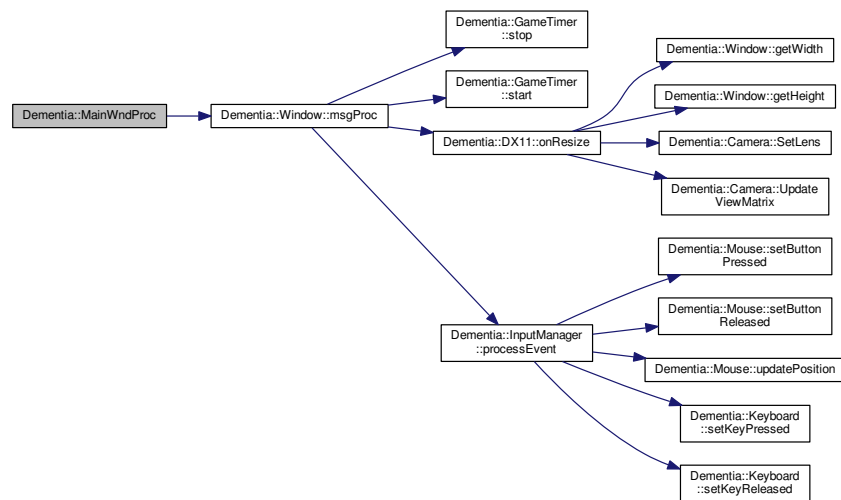 Dementia::MainWndProc
Dementia::Window::msgProc
Dementia::GameTimer
::stop
Dementia::GameTimer
::start
Dementia::DX11::onResize
Dementia::Window::getWidth
Dementia::Window::getHeight
Dementia::Camera::SetLens
Dementia::Camera::Update
ViewMatrix
Dementia::InputManager
::processEvent
Dementia::Mouse::setButton
Pressed
Dementia::Mouse::setButton
Released
Dementia::Mouse::updatePosition
Dementia::Keyboard
::setKeyPressed
Dementia::Keyboard
::setKeyReleased